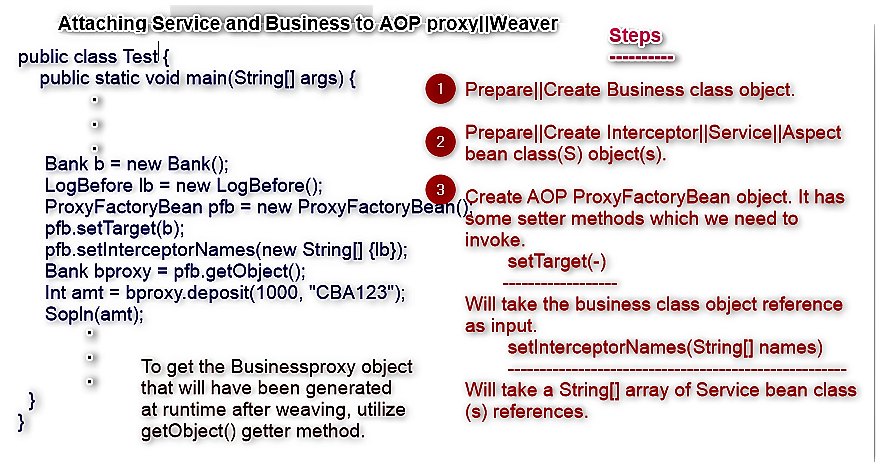 Attaching Service and Business to AOP proxy||Weaver
public class Test {
public static void main(String[] args) {
.
.
.
Bank b = new Bank();
LogBefore lb = new LogBefore();
ProxyFactoryBean pfb = new ProxyFactoryBean();
pfb.setTarget(b);
pfb.setInterceptorNames(new String[] {lb});
Bank bproxy = pfb.getObject();
Int amt = bproxy.deposit(1000, "CBA123");
Sopln(amt);
.
.
.
}
}
To get the Businessproxy object
that will have been generated
at runtime after weaving, utilize
getObject() getter method.
Steps
----------
1 Prepare||Create Business class object.
2 Prepare||Create Interceptor||Service||Aspect
bean class(S) object(s).
3 Create AOP ProxyFactoryBean object. It has
some setter methods which we need to
invoke.
setTarget(-)
------------------
Will take the business class object reference
as input.
setInterceptorNames(String[] names)
-----------------------------------------------------
Will take a String[] array of Service bean class
(s) references.